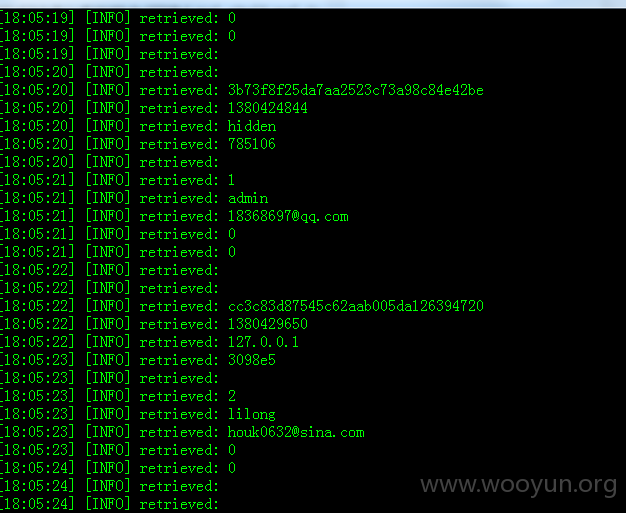 [18:05:19] [INFO] retrieved: 0
[18:05:19] [INFO] retrieved: 0
[18:05:19] [INFO] retrieved:
[18:05:20] [INFO] retrieved:
[18:05:20] [INFO] retrieved: 3b73f8f25da7aa2523c73a98c84e42be
[18:05:20] [INFO] retrieved: 1380424844
[18:05:20] [INFO] retrieved: hidden
[18:05:20] [INFO] retrieved: 785106
[18:05:20] [INFO] retrieved:
[18:05:21] [INFO] retrieved: 1
[18:05:21] [INFO] retrieved: admin
[18:05:21] [INFO] retrieved: 18368697@qq.com
[18:05:21] [INFO] retrieved: 0
[18:05:21] [INFO] retrieved: 0
[18:05:22] [INFO] retrieved:
[18:05:22] [INFO] retrieved:
[18:05:22] [INFO] retrieved: cc3c83d87545c62aab005da126394720
[18:05:22] [INFO] retrieved: 1380429650
[18:05:22] [INFO] retrieved: 127.0.0.1
[18:05:23] [INFO] retrieved: 3098e5
[18:05:23] [INFO] retrieved:
[18:05:23] [INFO] retrieved: 2
[18:05:23] [INFO] retrieved: lilong
[18:05:23] [INFO] retrieved: houk0632@sina.com
[18:05:23] [INFO] retrieved: 0
[18:05:24] [INFO] retrieved: 0
[18:05:24] [INFO] retrieved:
[18:05:24] [INFO] retrieved:
www.wooyun.org